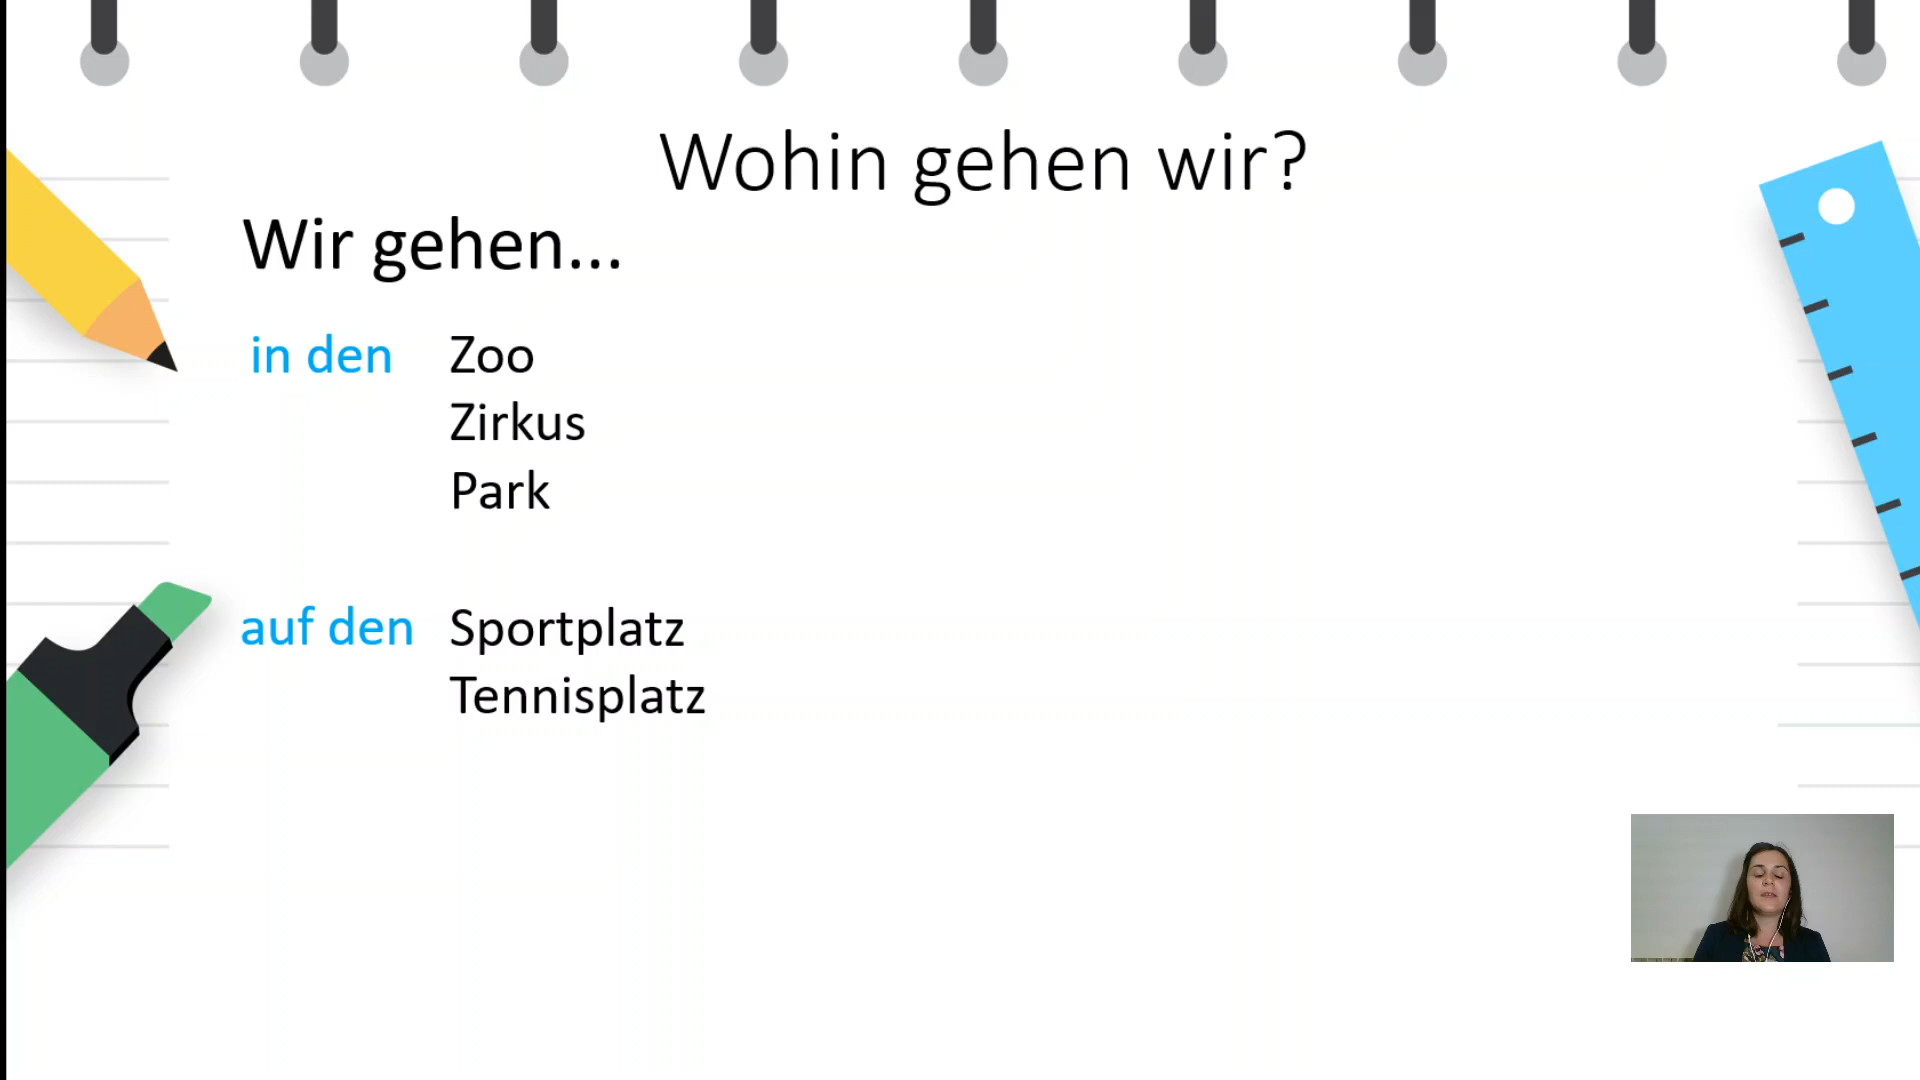 Wohin gehen wir?
Wir gehen...
in den Zoo
Zirkus
Park
auf den Sportplatz
Tennisplatz